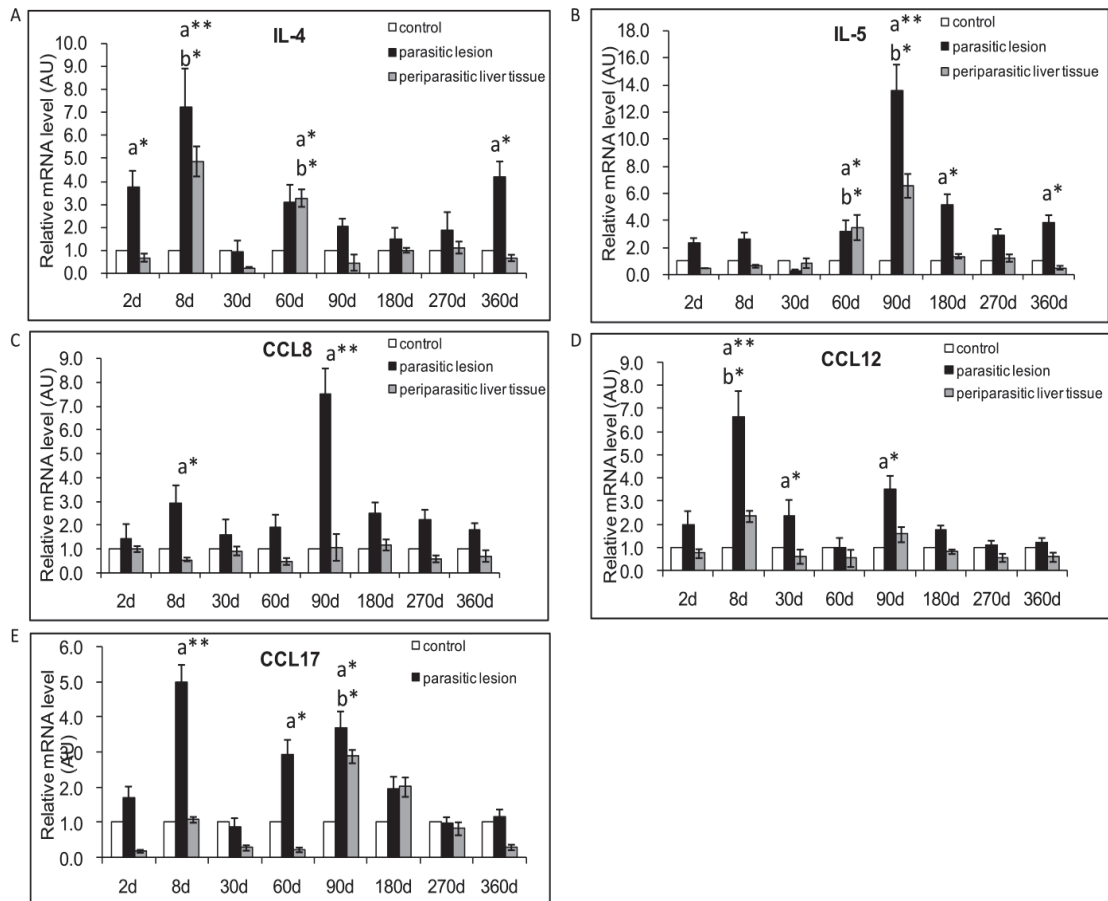 A
IL-4
Relative mRNA level (AU)
10.0
9.0
8.0
7.0
6.0
5.0
4.0
3.0
2.0
1.0
0.0
a*
a**
b*
a*
b*
a*
control
parasitic lesion
periparasitic liver tissue
2d 8d 30d 60d 90d 180d 270d 360d
B
IL-5
Relative mRNA level (AU)
18.0
16.0
14.0
12.0
10.0
8.0
6.0
4.0
2.0
0.0
a*
b*
a**
b*
a*
a*
control
parasitic lesion
periparasitic liver tissue
2d 8d 30d 60d 90d 180d 270d 360d
C
CCL8
Relative mRNA level (AU)
9.0
8.0
7.0
6.0
5.0
4.0
3.0
2.0
1.0
0.0
a*
a**
control
parasitic lesion
periparasitic liver tissue
2d 8d 30d 60d 90d 180d 270d 360d
D
CCL12
Relative mRNA level (AU)
9.0
8.0
7.0
6.0
5.0
4.0
3.0
2.0
1.0
0.0
a**
b*
a*
a*
control
parasitic lesion
periparasitic liver tissue
2d 8d 30d 60d 90d 180d 270d 360d
E
CCL17
Relative mRNA level
(AU)
6.0
5.0
4.0
3.0
2.0
1.0
0.0
a**
a*
a*
b*
control
parasitic lesion
2d 8d 30d 60d 90d 180d 270d 360d